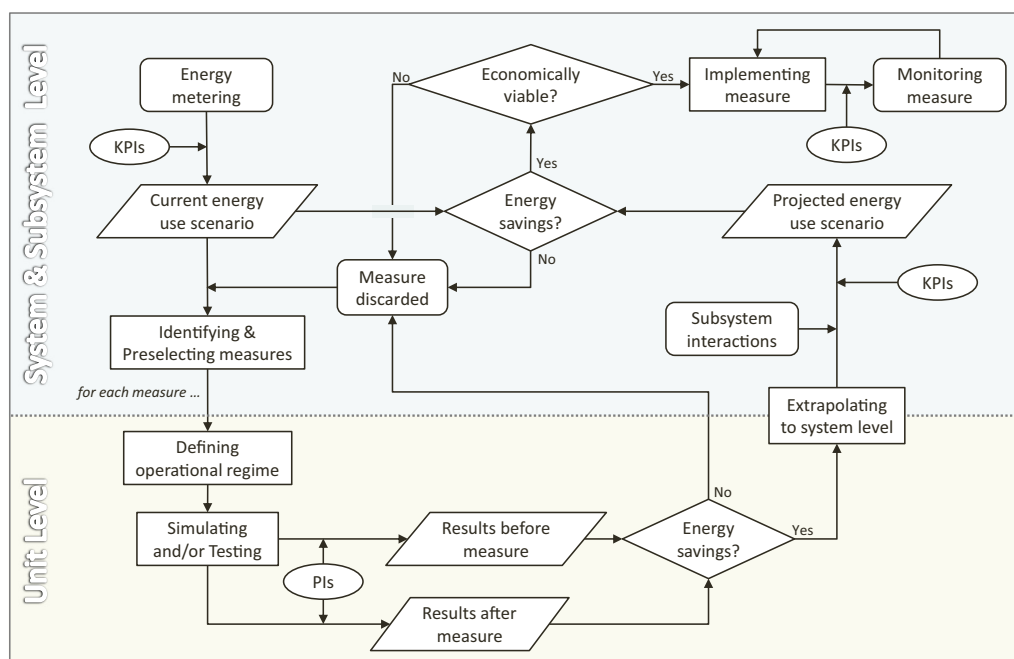 System & Subsystem Level
Energy
metering
KPIs
Current energy
use scenario
Economically
viable?
No
Yes
Implementing
measure
Monitoring
measure
KPIs
Yes
Energy
savings?
No
Projected energy
use scenario
Measure
discarded
KPIs
Subsystem
interactions
Identifying &
Preselecting measures
for each measure ...
Extrapolating
to system level
Unit Level
Defining
operational regime
Simulating
and/or Testing
PIs
Results before
measure
Results after
measure
No
Energy
savings?
Yes